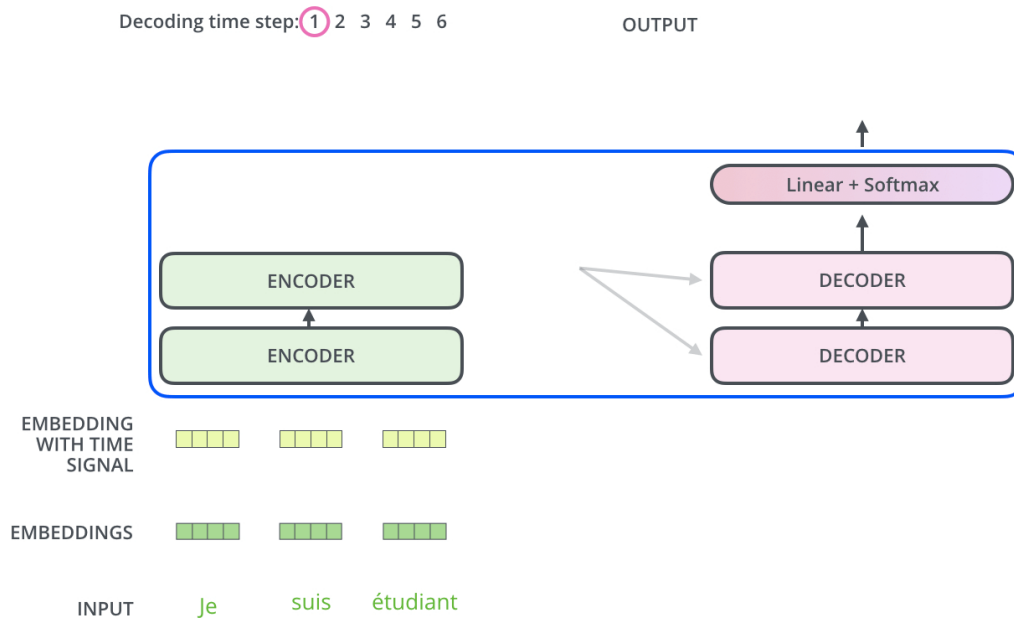 Decoding time step: 1 2 3 4 5 6
OUTPUT
Linear + Softmax
ENCODER
DECODER
ENCODER
DECODER
EMBEDDING
WITH TIME
SIGNAL
EMBEDDINGS
INPUT
Je
suis
étudiant